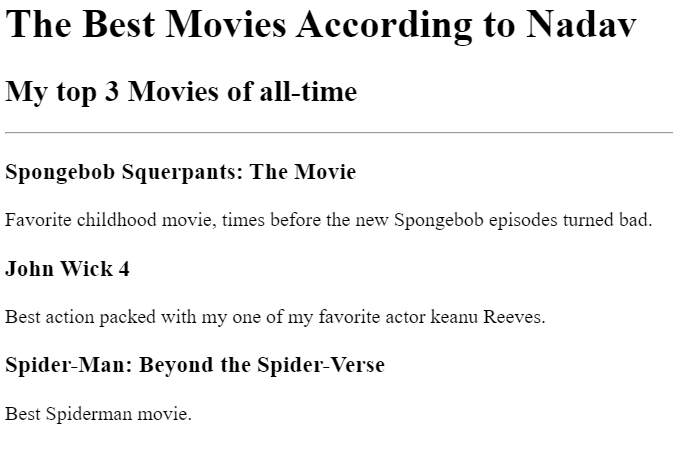 The Best Movies According to Nadav
My top 3 Movies of all-time
Spongebob Squerpants: The Movie
Favorite childhood movie, times before the new Spongebob episodes turned bad.
John Wick 4
Best action packed with my one of my favorite actor keanu Reeves.
Spider-Man: Beyond the Spider-Verse
Best Spiderman movie.